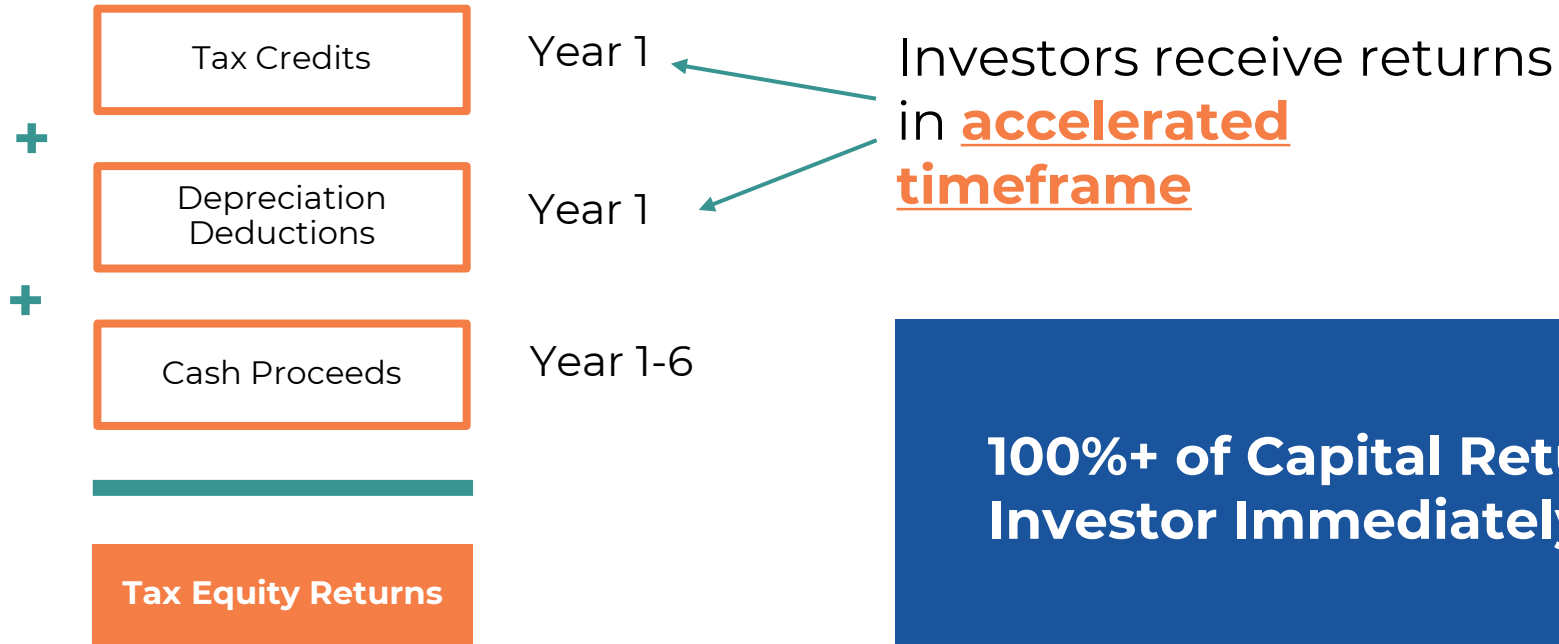 Tax Credits
Year 1
Investors receive returns
in accelerated
timeframe
+
Depreciation
Deductions
Year 1
+
Cash Proceeds
Year 1-6
100%+ of Capital
Investor
Tax Equity Returns